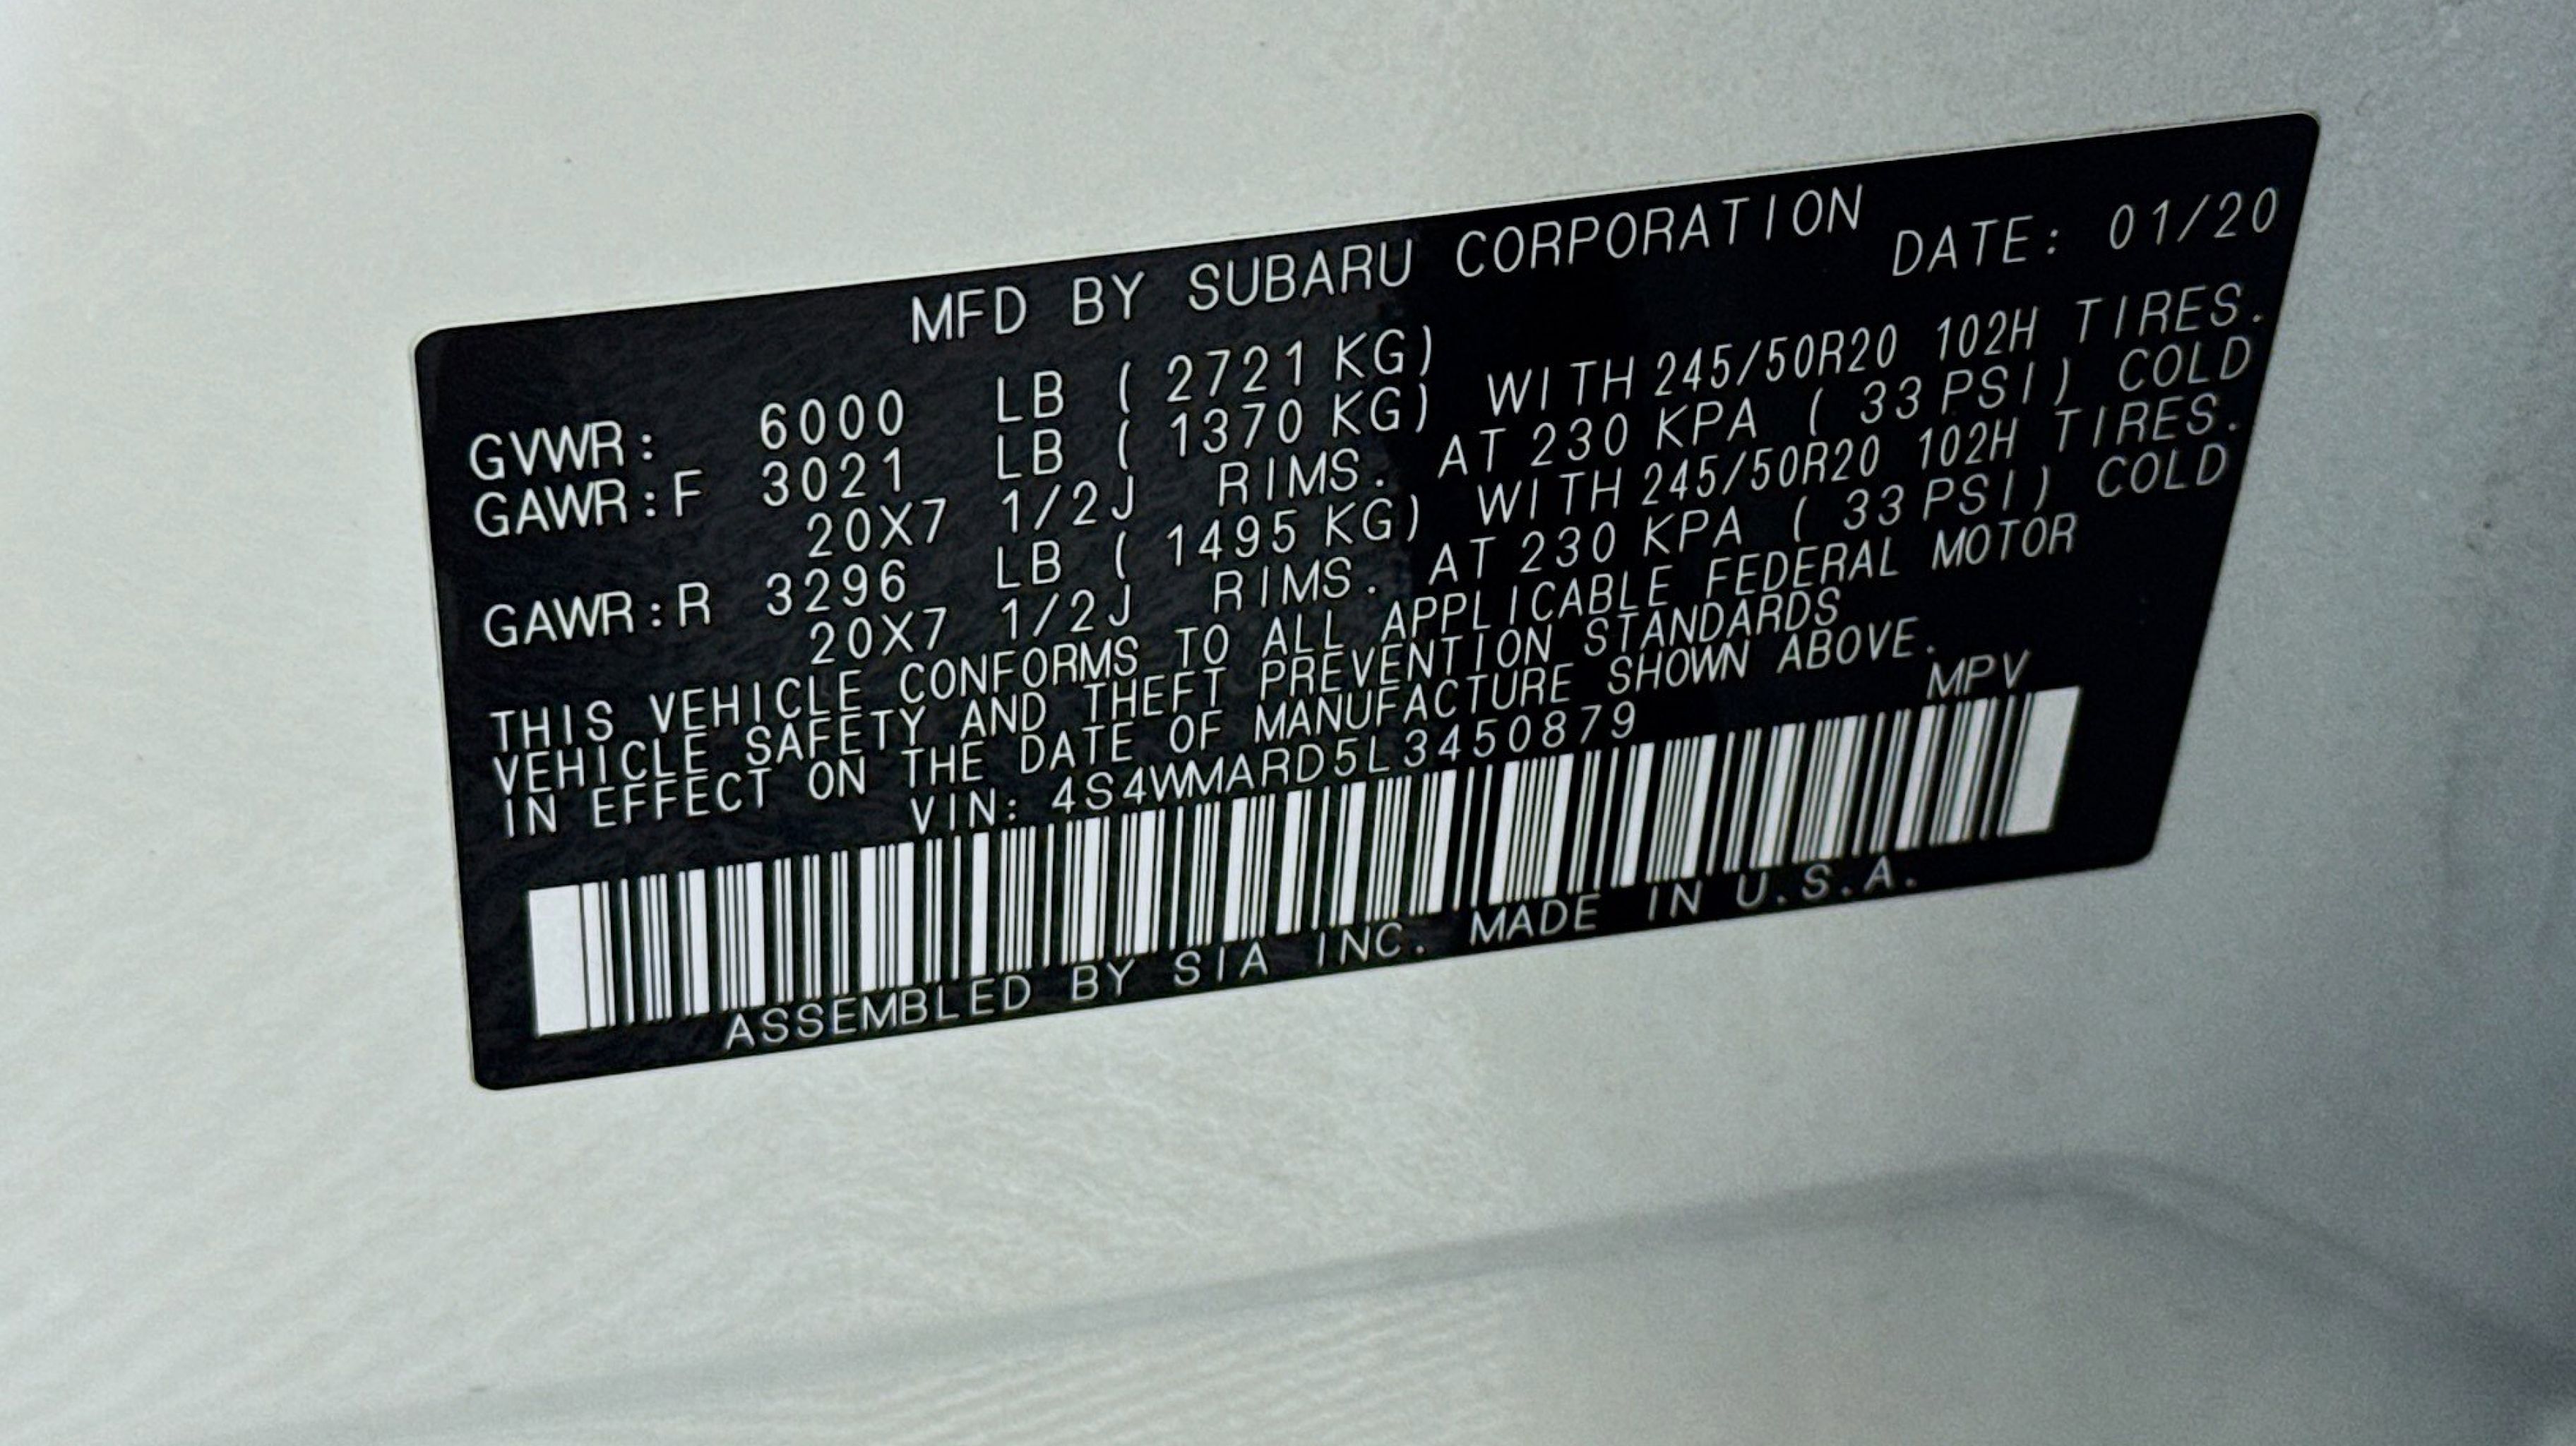 MFD BY SUBARU CORPORATION
DATE: 01/20
GVWR: 6000 LB ( 2721 KG)
GAWR:F 3021 LB ( 1370 KG) WITH 245/50R20 102H TIRES.
20X7 1/2J RIMS. AT 230 KPA ( 33 PSI) COLD
GAWR:R 3296 LB ( 1495 KG) WITH 245/50R20 102H TIRES.
20X7 1/2J RIMS. AT 230 KPA ( 33 PSI) COLD
THIS VEHICLE CONFORMS TO ALL APPLICABLE FEDERAL MOTOR
VEHICLE SAFETY AND THEFT PREVENTION STANDARDS
IN EFFECT ON THE DATE OF MANUFACTURE SHOWN ABOVE.
VIN: 4S4WMARD5L3450879 MPV
ASSEMBLED BY SIA INC. MADE IN U.S.A.